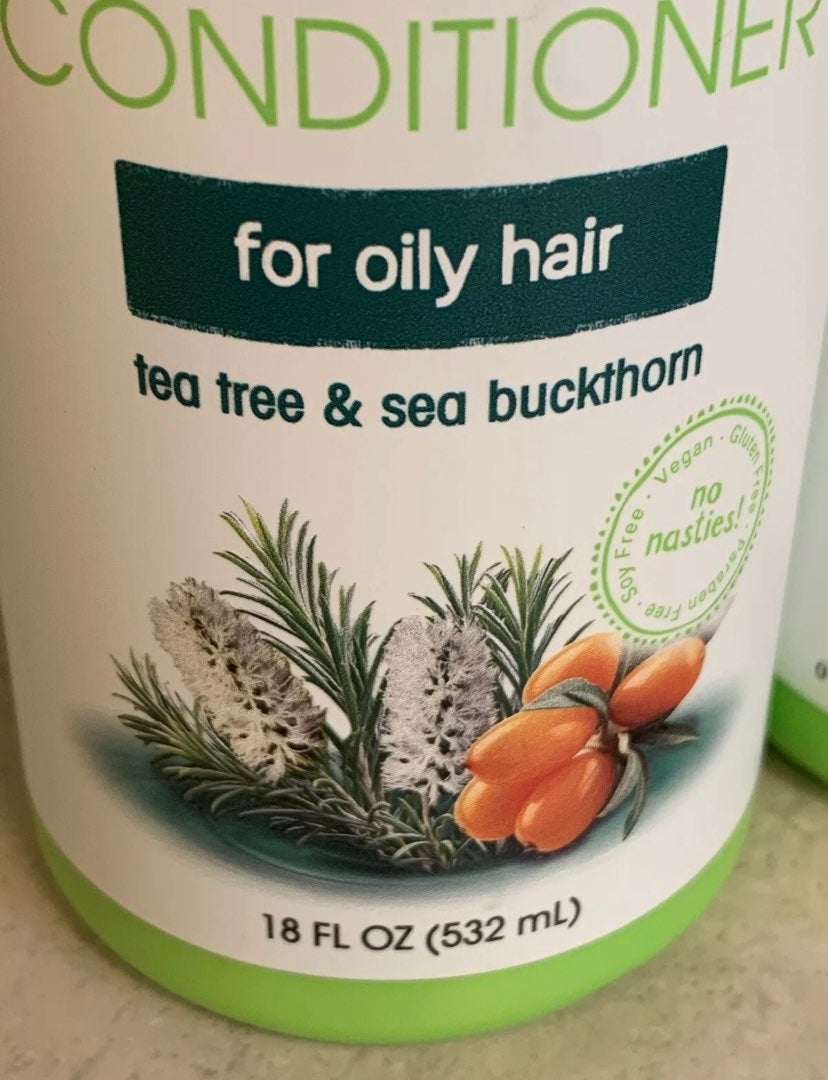 CONDITIONER
for oily hair
tea tree & sea buckthorn
Soy Free · Vegan · Gluten Free · Paraben Free ·
no
nasties!
18 FL OZ (532 mL)